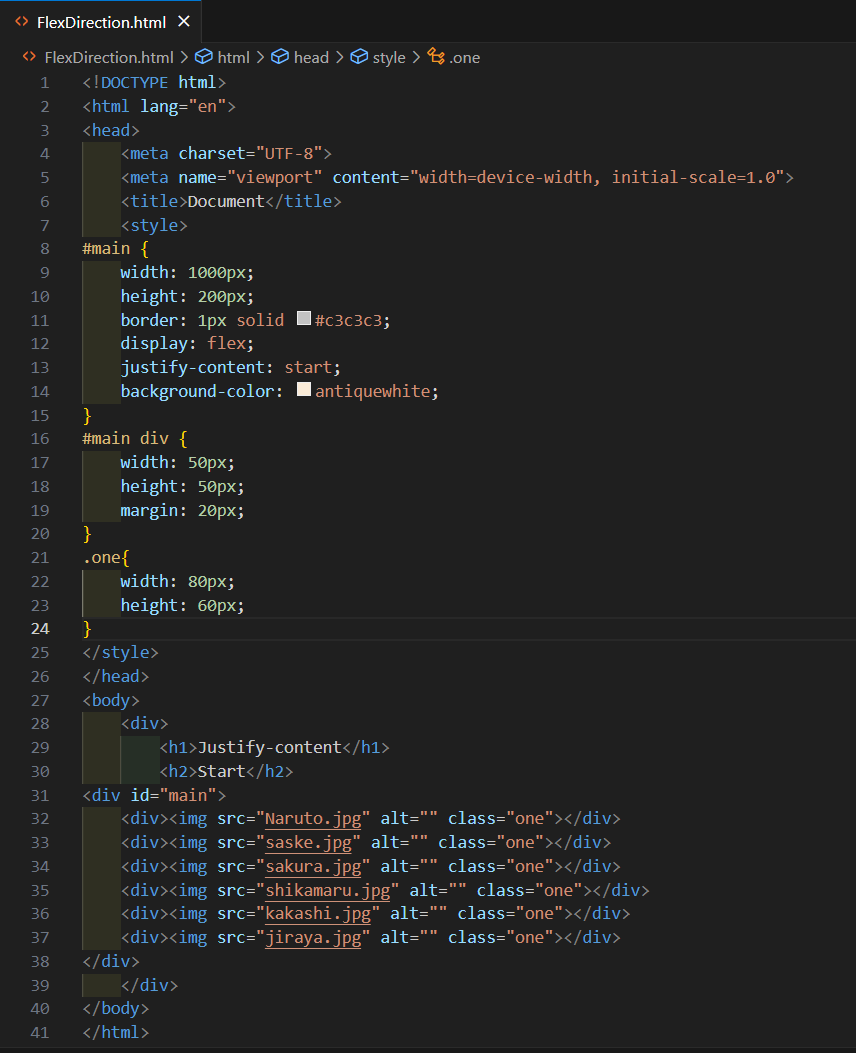 FlexDirection.html
FlexDirection.html > html > head > style > .one
1 <!DOCTYPE html>
2 <html lang="en">
3 <head>
4     <meta charset="UTF-8">
5     <meta name="viewport" content="width=device-width, initial-scale=1.0">
6     <title>Document</title>
7     <style>
8 #main {
9     width: 1000px;
10     height: 200px;
11     border: 1px solid #c3c3c3;
12     display: flex;
13     justify-content: start;
14     background-color: antiquewhite;
15 }
16 #main div {
17     width: 50px;
18     height: 50px;
19     margin: 20px;
20 }
21 .one{
22     width: 80px;
23     height: 60px;
24 }
25 </style>
26 </head>
27 <body>
28     <div>
29         <h1>Justify-content</h1>
30         <h2>Start</h2>
31 <div id="main">
32     <div><img src="Naruto.jpg" alt="" class="one"></div>
33     <div><img src="saske.jpg" alt="" class="one"></div>
34     <div><img src="sakura.jpg" alt="" class="one"></div>
35     <div><img src="shikamaru.jpg" alt="" class="one"></div>
36     <div><img src="kakashi.jpg" alt="" class="one"></div>
37     <div><img src="jiraya.jpg" alt="" class="one"></div>
38 </div>
39     </div>
40 </body>
41 </html>